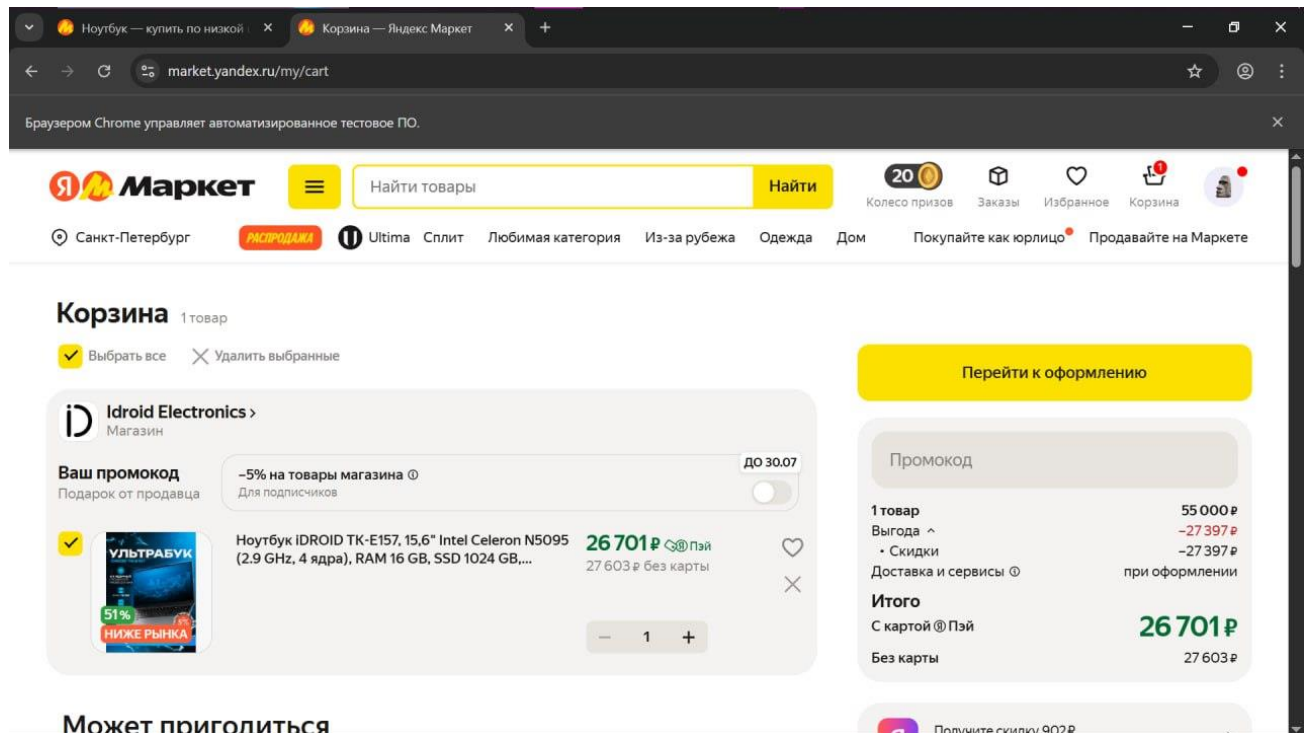 Ноутбук — купить по низкой
Корзина — Яндекс Маркет
market.yandex.ru/my/cart
Браузером Chrome управляет автоматизированное тестовое ПО.
Я Маркет
Найти товары
Найти
20
Колесо призов
Заказы
Избранное
1
Корзина
Санкт-Петербург
РАСПРОДАЖА
Ultima
Сплит
Любимая категория
Из-за рубежа
Одежда
Дом
Покупайте как юрлицо
Продавайте на Маркете
Корзина 1 товар
Выбрать все
Удалить выбранные
iD
Idroid Electronics >
Магазин
Ваш промокод
Подарок от продавца
–5% на товары магазина
Для подписчиков
ДО 30.07
УЛЬТРАБУК
51%
НИЖЕ РЫНКА
Ноутбук iDROID TK-E157, 15,6" Intel Celeron N5095
(2.9 GHz, 4 ядра), RAM 16 GB, SSD 1024 GB,...
26 701 ₽ Пэй
27 603 ₽ без карты
— 1 +
Может пригодиться
Перейти к оформлению
Промокод
1 товар 55 000 ₽
Выгода –27 397 ₽
• Скидки –27 397 ₽
Доставка и сервисы при оформлении
Итого
С картой Я Пэй 26 701 ₽
Без карты 27 603 ₽
Получите скидку 902 ₽